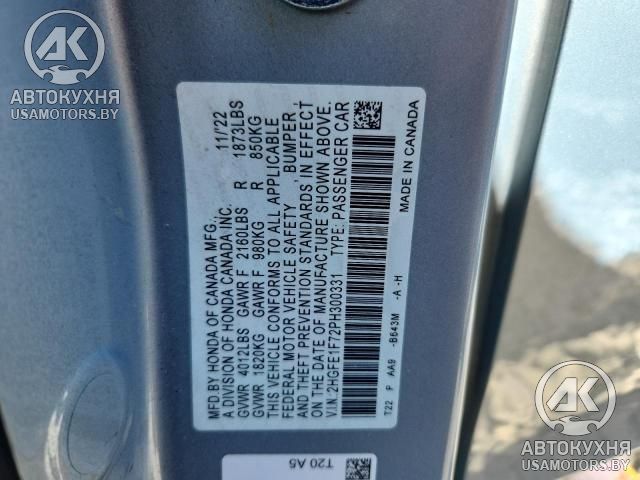 AK
АВТОКУХНЯ
USAMOTORS.BY
MFD.BY HONDA OF CANADA MFG., 11/22
A DIVISION OF HONDA CANADA INC.
GVWR 4012LBS GAWR F 2160LBS R 1873LBS
GVWR 1820KG GAWR F 980KG R 850KG
THIS VEHICLE CONFORMS TO ALL APPLICABLE
FEDERAL MOTOR VEHICLE SAFETY, BUMPER,
AND THEFT PREVENTION STANDARDS IN EFFECT
ON DATE OF MANUFACTURE SHOWN ABOVE.
V.I.N.:2HGFE1F72PH300331 TYPE: PASSENGER CAR
T22 P AA9 -B643M -A -H
MADE IN CANADA
T20 A5
AK
АВТОКУХНЯ
USAMOTORS.BY